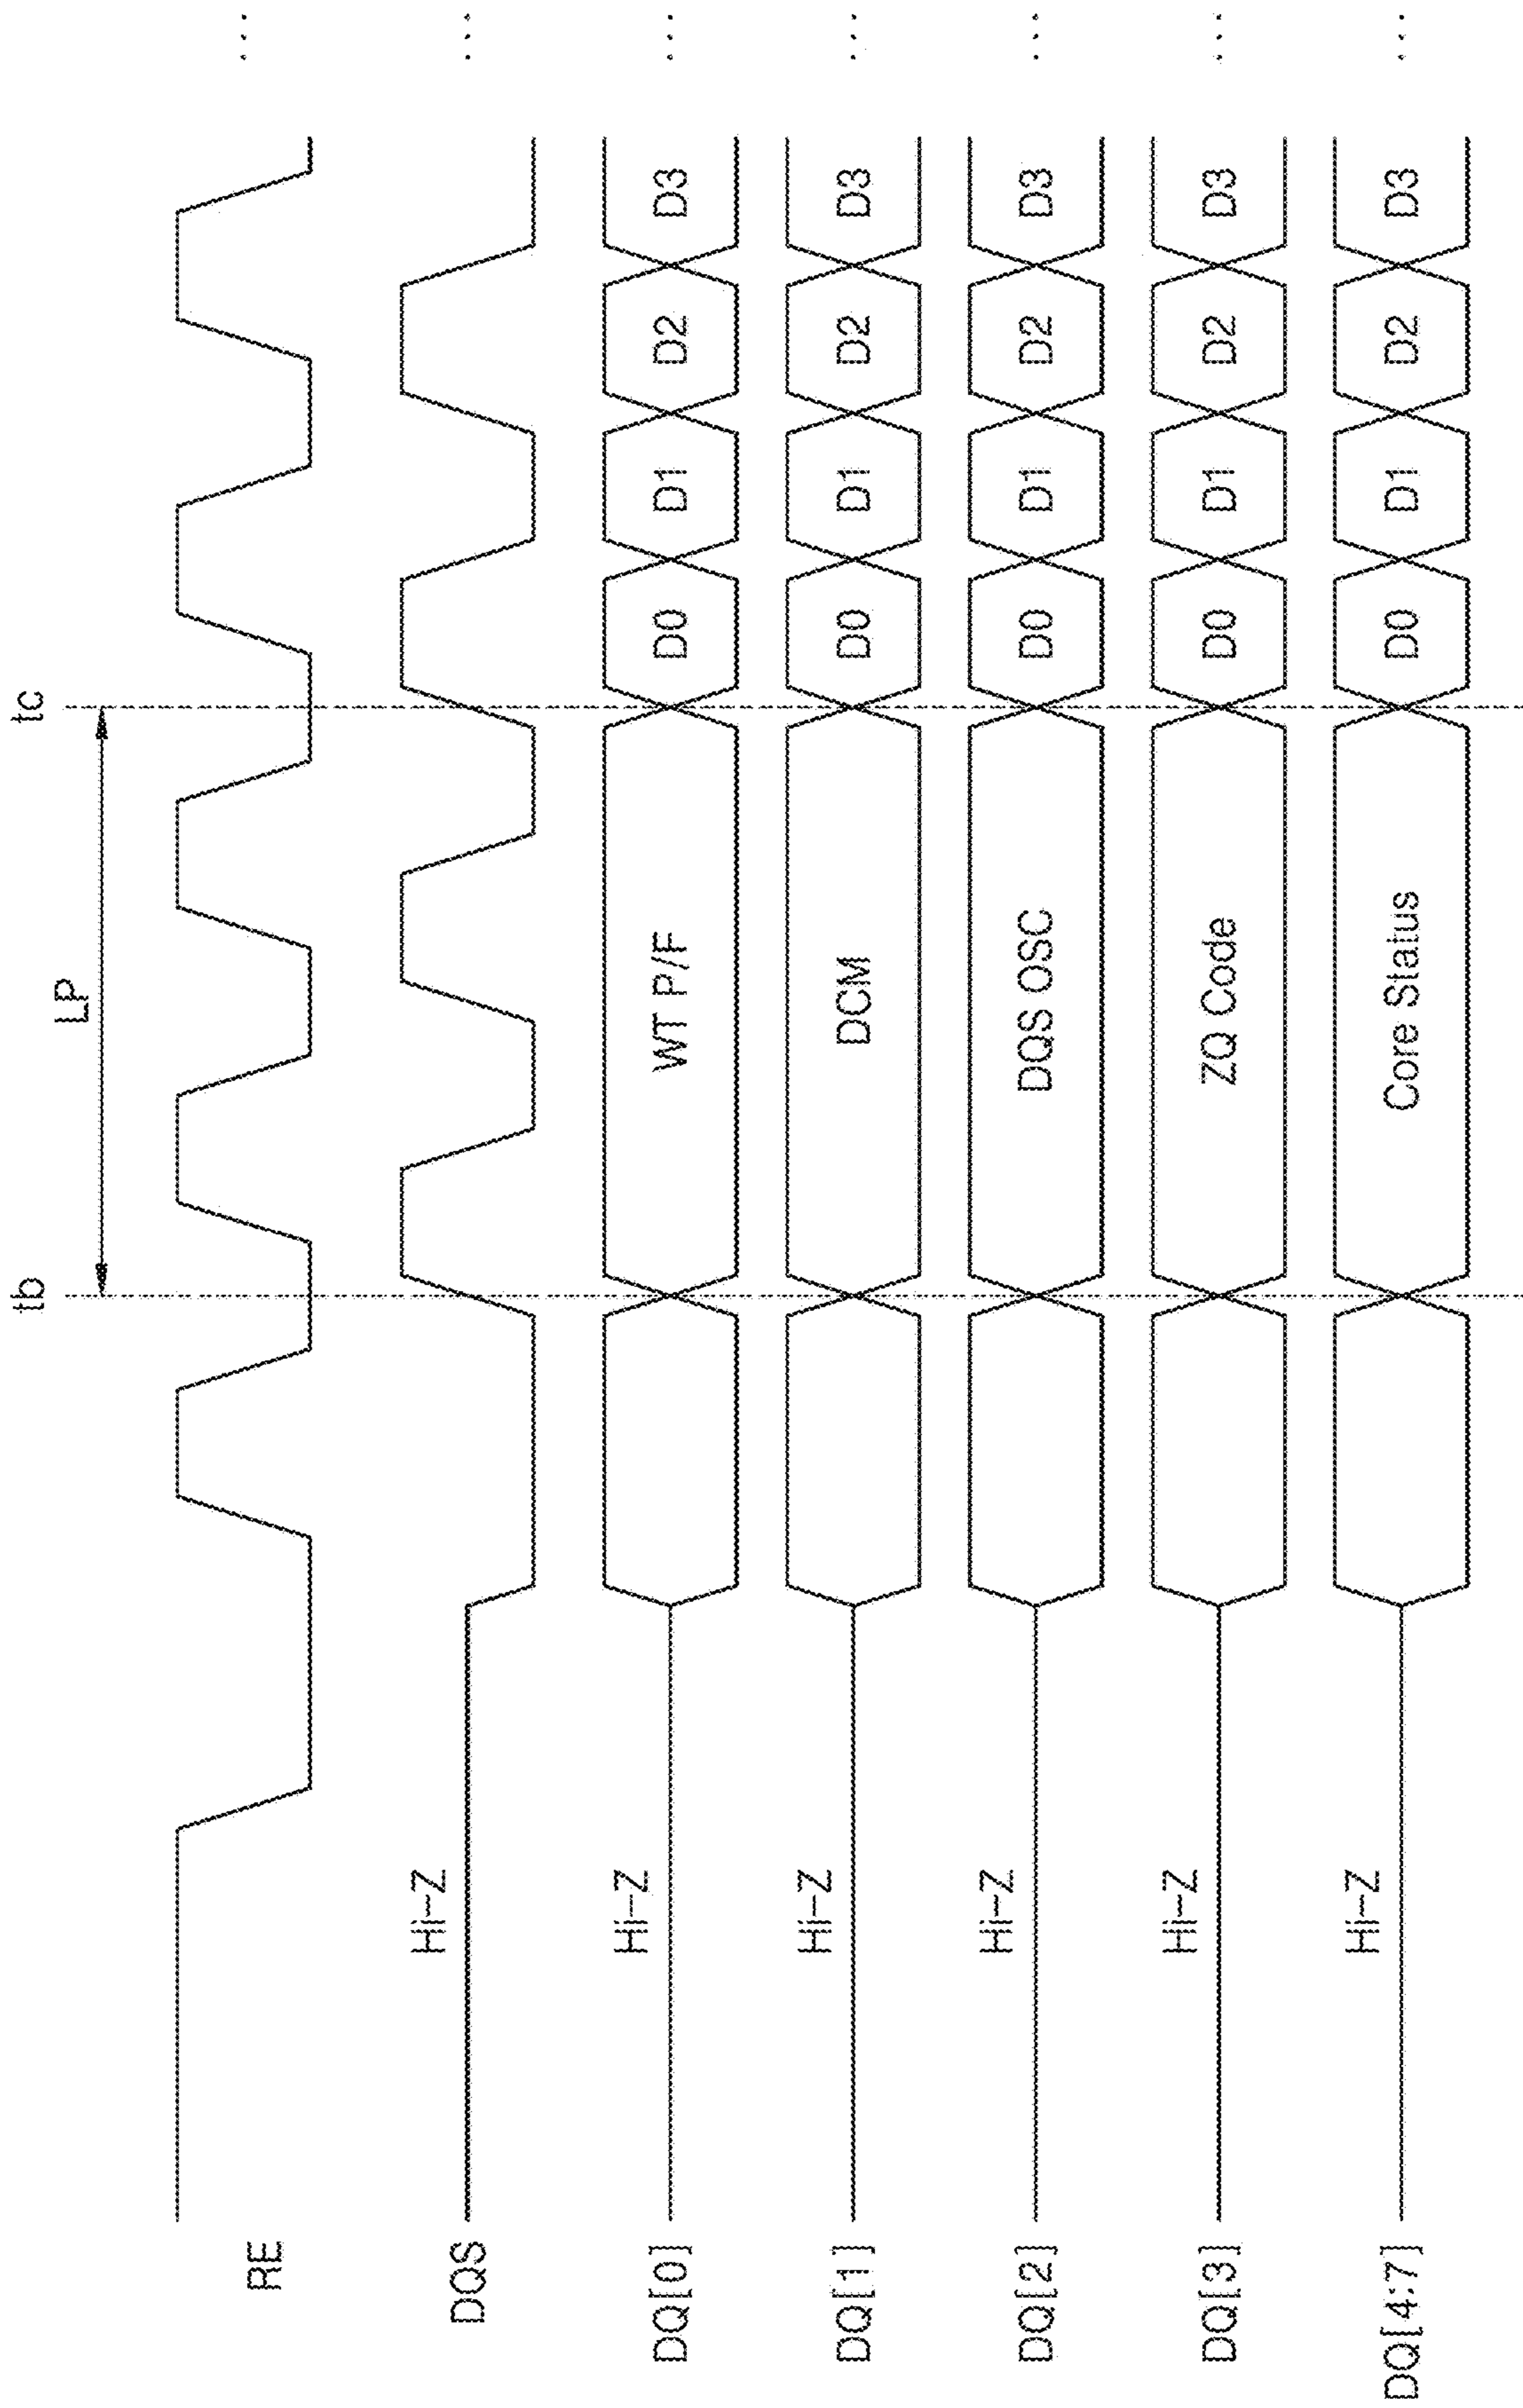 tb LP tc
RE ...
DQS Hi-Z ...
DQ[0] Hi-Z WT P/F D0 D1 D2 D3 ...
DQ[1] Hi-Z DCM D0 D1 D2 D3 ...
DQ[2] Hi-Z DQS OSC D0 D1 D2 D3 ...
DQ[3] Hi-Z ZQ Code D0 D1 D2 D3 ...
DQ[4:7] Hi-Z Core Status D0 D1 D2 D3 ...